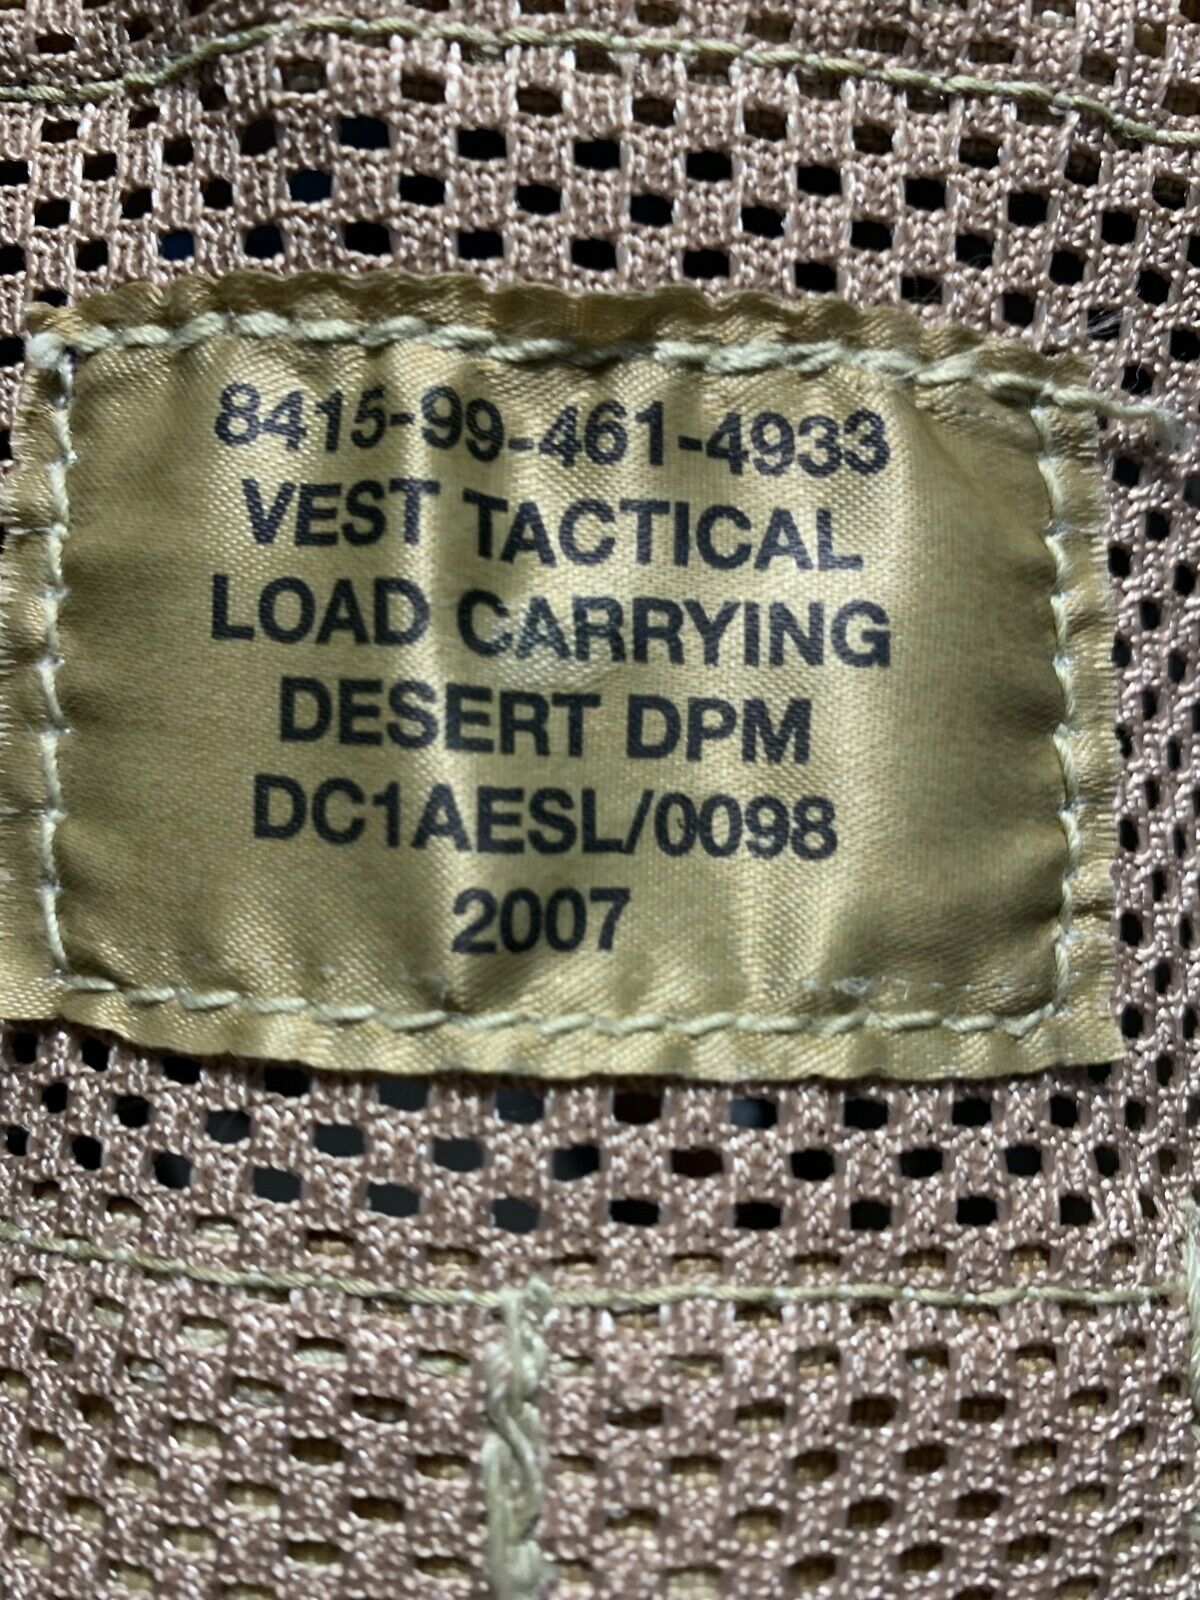 8415-99-461-4933
VEST TACTICAL
LOAD CARRYING
DESERT DPM
DC1AESL/0098
2007